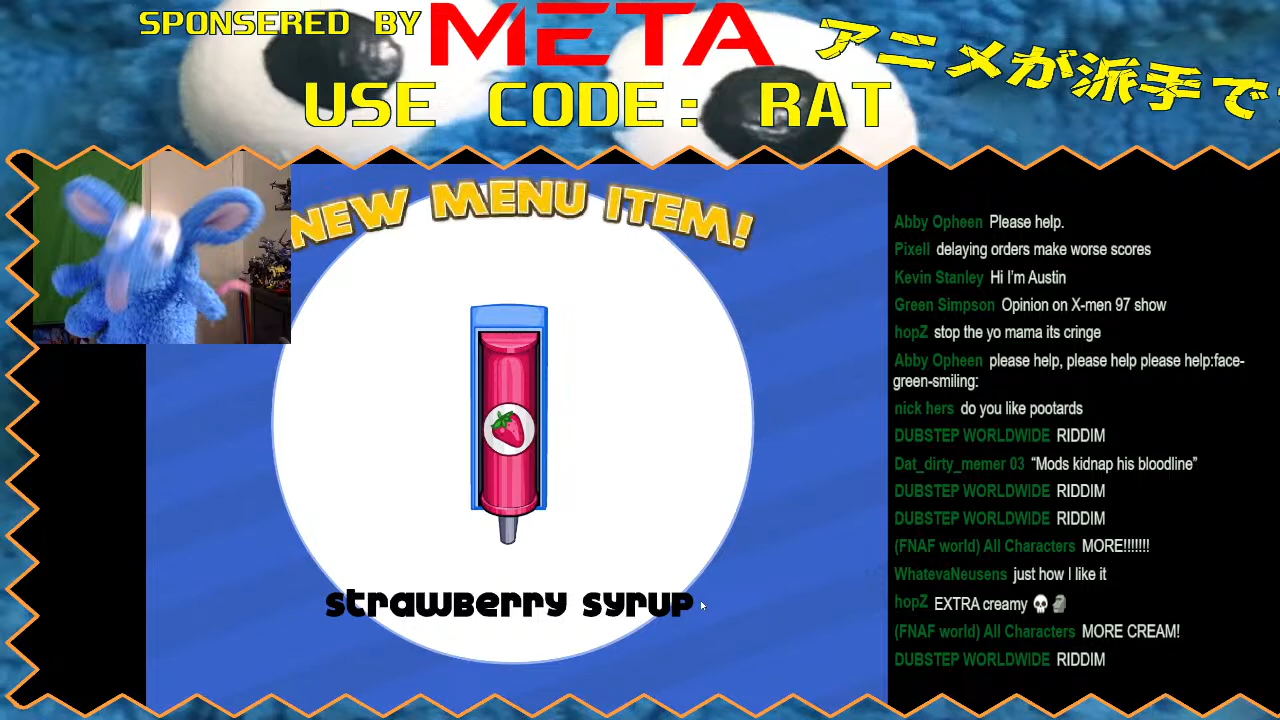 SPONSERED BY META
USE CODE: RAT
アニメが派手で
NEW MENU ITEM!
strawberry syrup
Abby Opheen Please help.
Pixell delaying orders make worse scores
Kevin Stanley Hi I'm Austin
Green Simpson Opinion on X-men 97 show
hopZ stop the yo mama its cringe
Abby Opheen please help, please help please help:face-
green-smiling:
nick hers do you like pootards
DUBSTEP WORLDWIDE RIDDIM
Dat_dirty_memer 03 “Mods kidnap his bloodline”
DUBSTEP WORLDWIDE RIDDIM
DUBSTEP WORLDWIDE RIDDIM
(FNAF world) All Characters MORE!!!!!!!
WhatevaNeusens just how I like it
hopZ EXTRA creamy 💀🗿
(FNAF world) All Characters MORE CREAM!
DUBSTEP WORLDWIDE RIDDIM